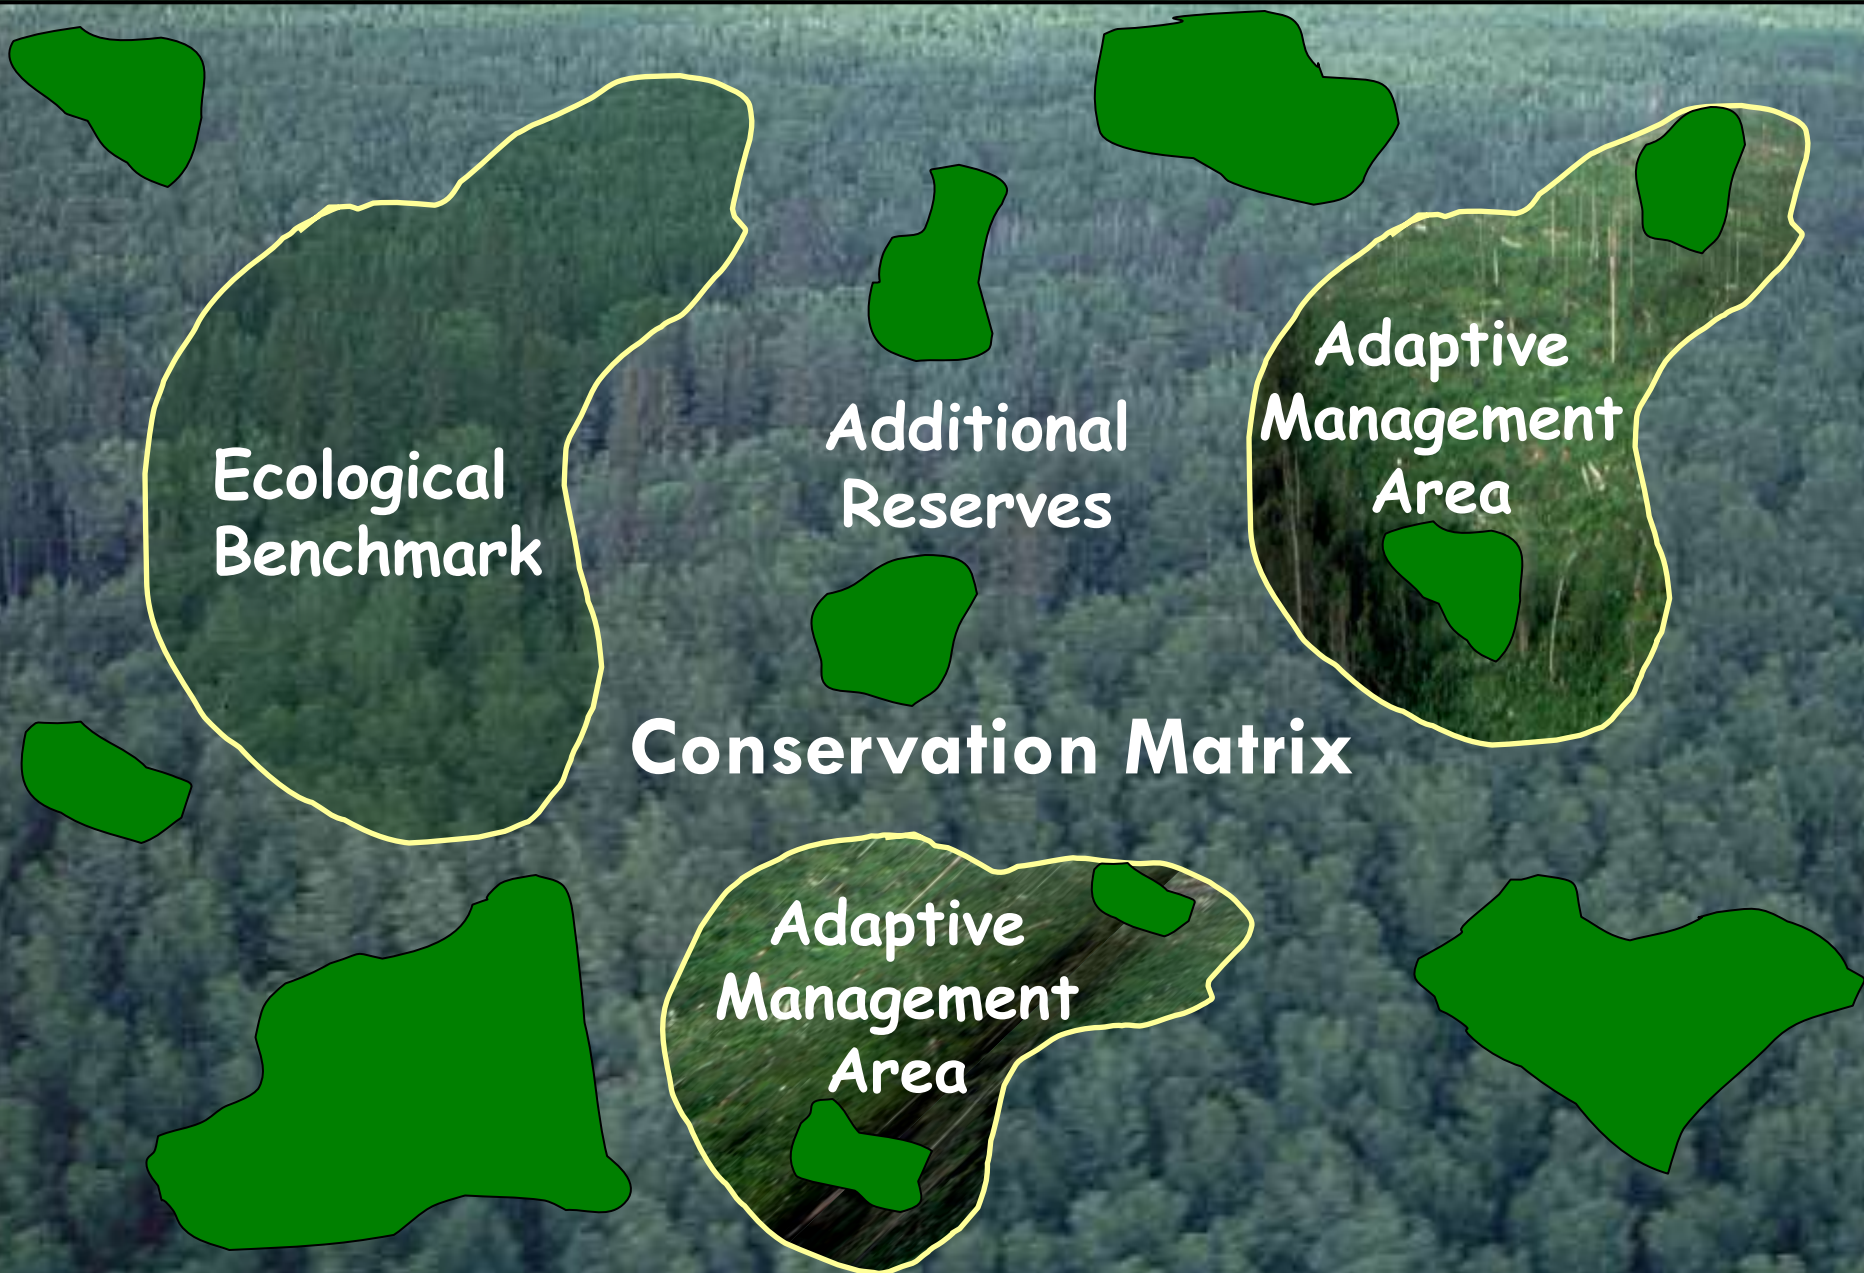 Ecological
Benchmark
Additional
Reserves
Adaptive
Management
Area
Conservation Matrix
Adaptive
Management
Area